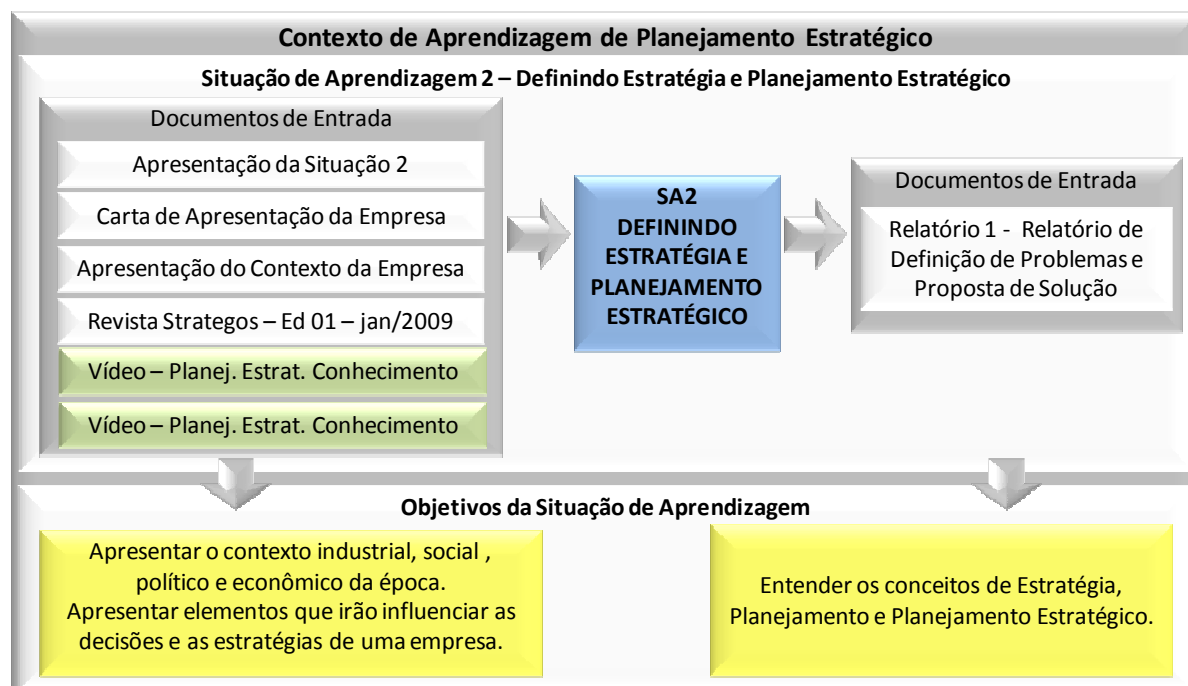 Contexto de Aprendizagem de Planejamento Estratégico
Situação de Aprendizagem 2 – Definindo Estratégia e Planejamento Estratégico
Documentos de Entrada
Apresentação da Situação 2
Carta de Apresentação da Empresa
Apresentação do Contexto da Empresa
Revista Strategos – Ed 01 – jan/2009
Vídeo – Planej. Estrat. Conhecimento
Vídeo – Planej. Estrat. Conhecimento
SA2
DEFININDO
ESTRATÉGIA E
PLANEJAMENTO
ESTRATÉGICO
Documentos de Entrada
Relatório 1 - Relatório de
Definição de Problemas e
Proposta de Solução
Objetivos da Situação de Aprendizagem
Apresentar o contexto industrial, social ,
político e econômico da época.
Apresentar elementos que irão influenciar as
decisões e as estratégias de uma empresa.
Entender os conceitos de Estratégia,
Planejamento e Planejamento Estratégico.